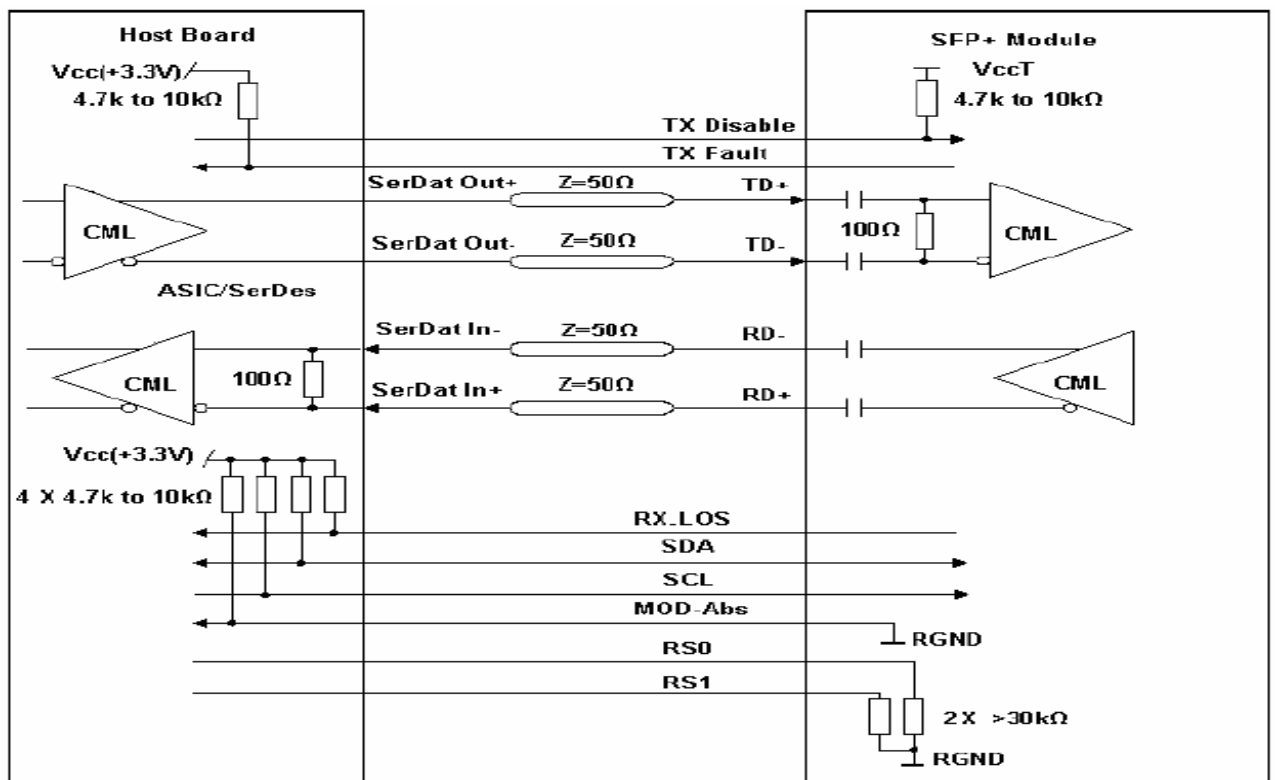 Host Board
SFP+ Module
Vcc(+3.3V)
4.7k to 10kΩ
VccT
4.7k to 10kΩ
TX Disable
TX Fault
SerDat Out+
Z=50Ω
TD+
CML
100Ω
CML
SerDat Out-
Z=50Ω
TD-
ASIC/SerDes
SerDat In-
Z=50Ω
RD-
CML
100Ω
CML
SerDat In+
Z=50Ω
RD+
Vcc(+3.3V)
4 X 4.7k to 10kΩ
RX_LOS
SDA
SCL
MOD-Abs
RGND
RS0
RS1
2X >30kΩ
RGND